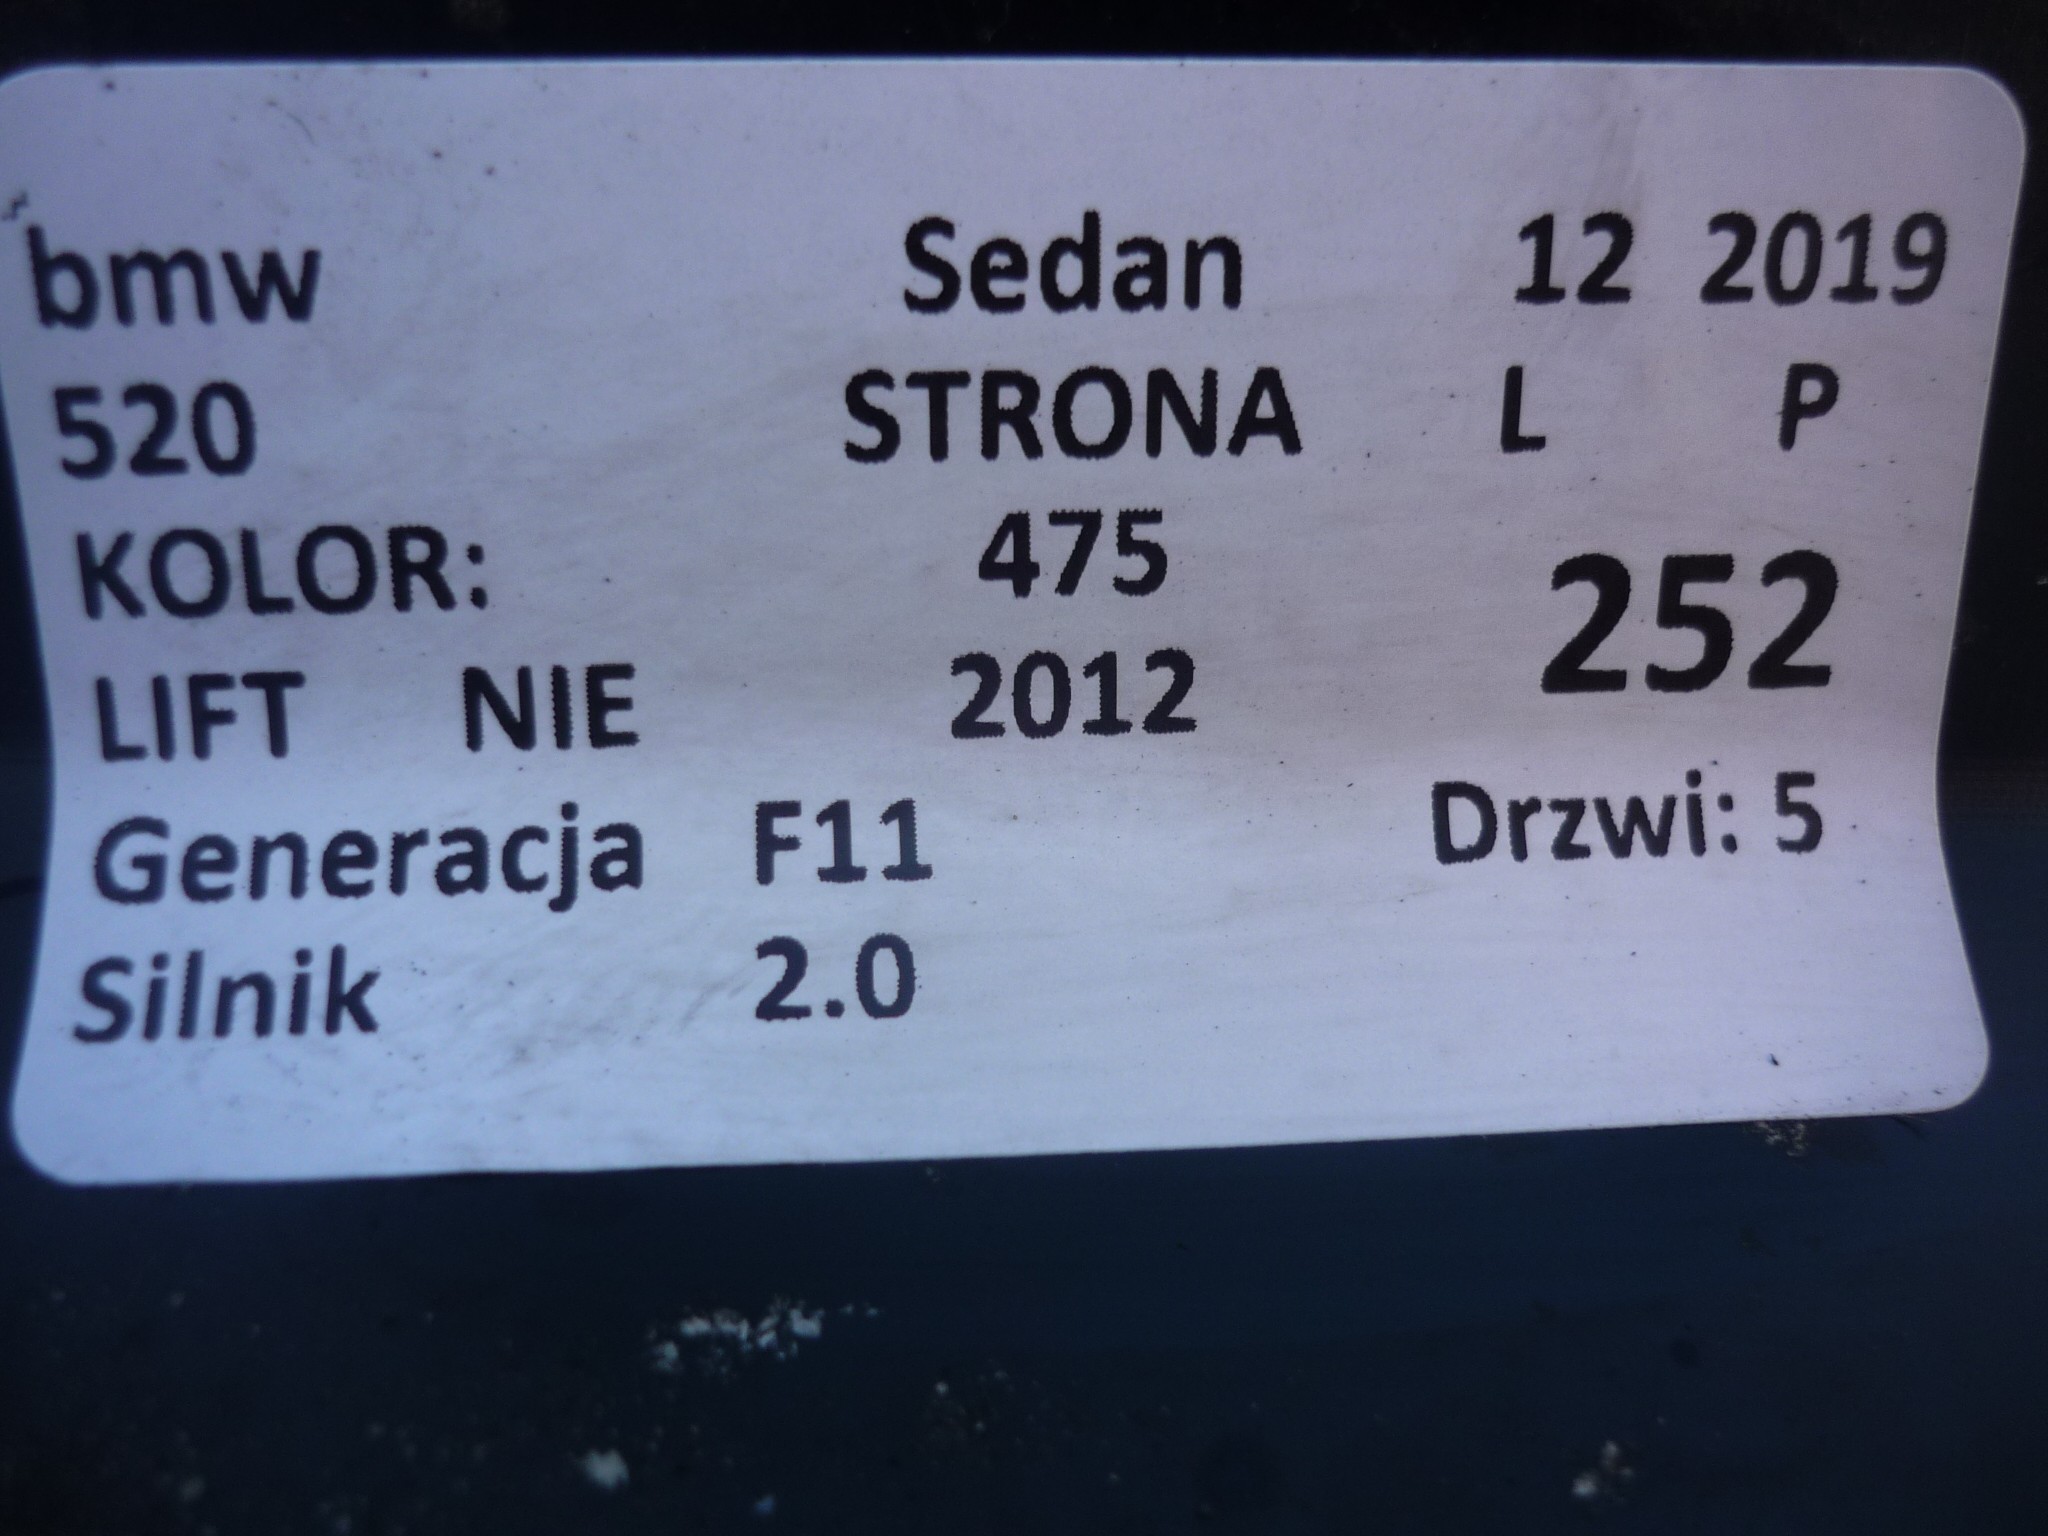 bmw Sedan 12 2019
520 STRONA L P
KOLOR: 475
252
LIFT NIE 2012
Generacja F11 Drzwi: 5
Silnik 2.0